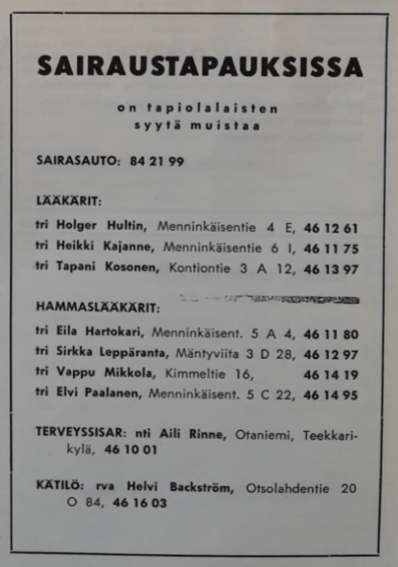 SAIRAUSTAPAUKSISSA
on tapiolalaisten
syytä muistaa
SAIRASAUTO: 84 21 99
LÄÄKÄRIT:
tri Holger Hultin, Menninkäisentie 4 E, 46 12 61
tri Heikki Kajanne, Menninkäisentie 6 I, 46 11 75
tri Tapani Kosonen, Kontiontie 3 A 12, 46 13 97
HAMMASLÄÄKÄRIT:
tri Eila Hartokari, Menninkäisent. 5 A 4, 46 11 80
tri Sirkka Leppäranta, Mäntyviita 3 D 28, 46 12 97
tri Vappu Mikkola, Kimmeltie 16, 46 14 19
tri Elvi Paalanen, Menninkäisent. 5 C 22, 46 14 95
TERVEYSSISAR: nti Aili Rinne, Otaniemi, Teekkari-
kylä, 46 10 01
KÄTILÖ: rva Helvi Backström, Otsolahdentie 20
O 84, 46 16 03